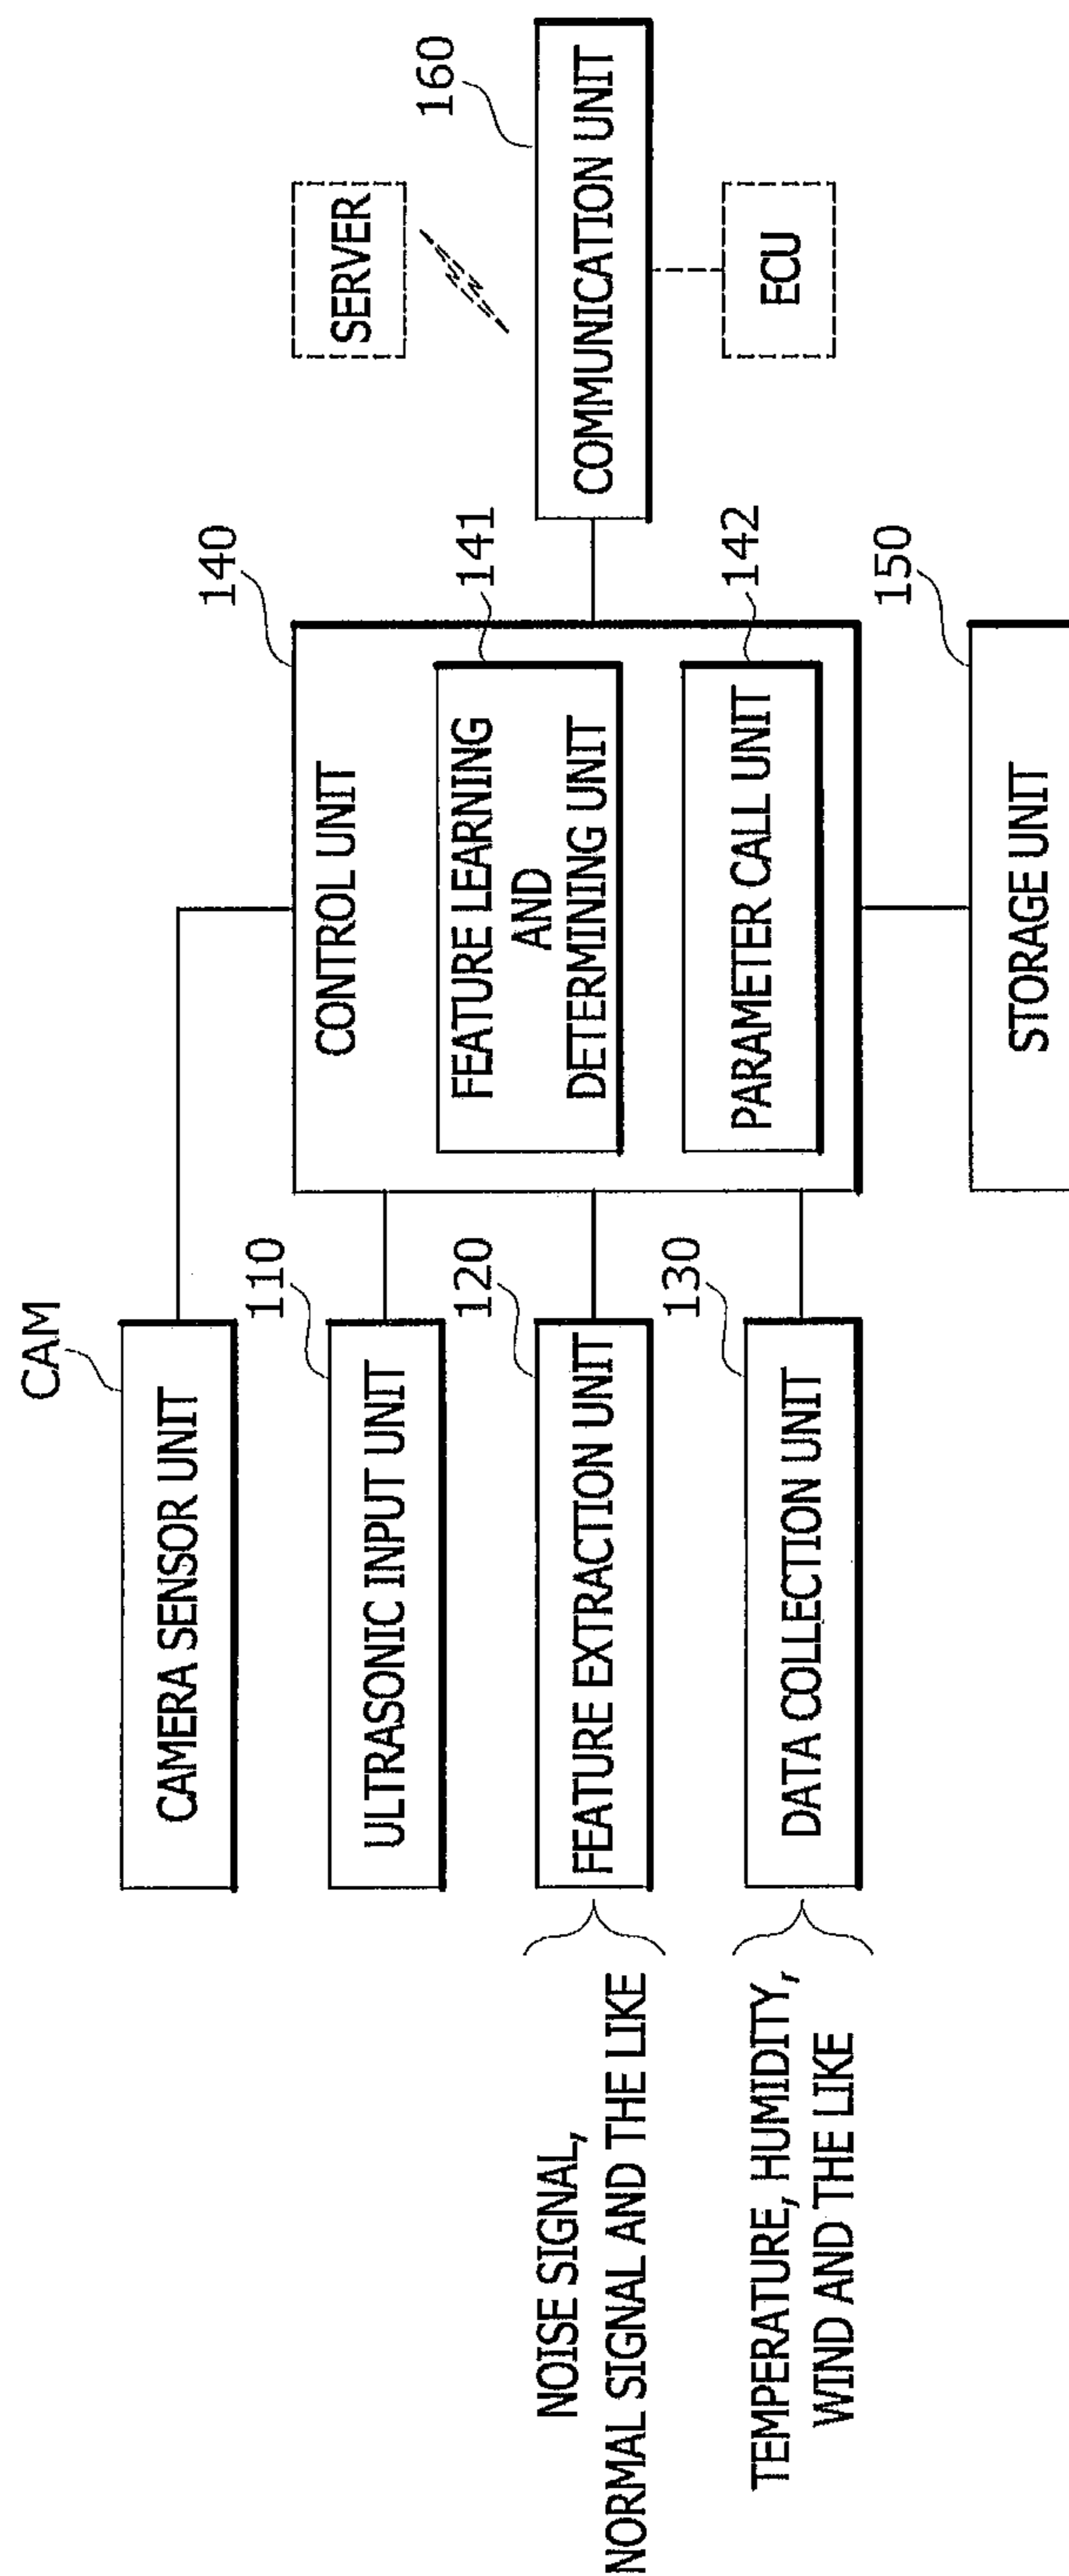 CAM
CAMERA SENSOR UNIT
110
ULTRASONIC INPUT UNIT
NOISE SIGNAL,
NORMAL SIGNAL AND THE LIKE
120
FEATURE EXTRACTION UNIT
TEMPERATURE, HUMIDITY,
WIND AND THE LIKE
130
DATA COLLECTION UNIT
140
CONTROL UNIT
141
FEATURE LEARNING
AND
DETERMINING UNIT
142
PARAMETER CALL UNIT
150
STORAGE UNIT
SERVER
160
COMMUNICATION UNIT
ECU